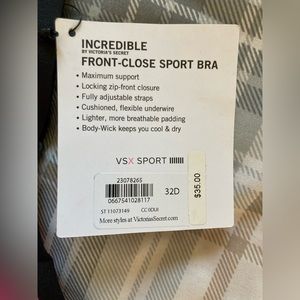 INCREDIBLE
BY VICTORIA'S SECRET
FRONT-CLOSE SPORT BRA
• Maximum support
• Locking zip-front closure
• Fully adjustable straps
• Cushioned, flexible underwire
• Lighter, more breathable padding
• Body-Wick keeps you cool & dry
VSX SPORT
23078265
0667541028117
32D
$35.00
ST 11073149
More styles at VictoriasSecret.com